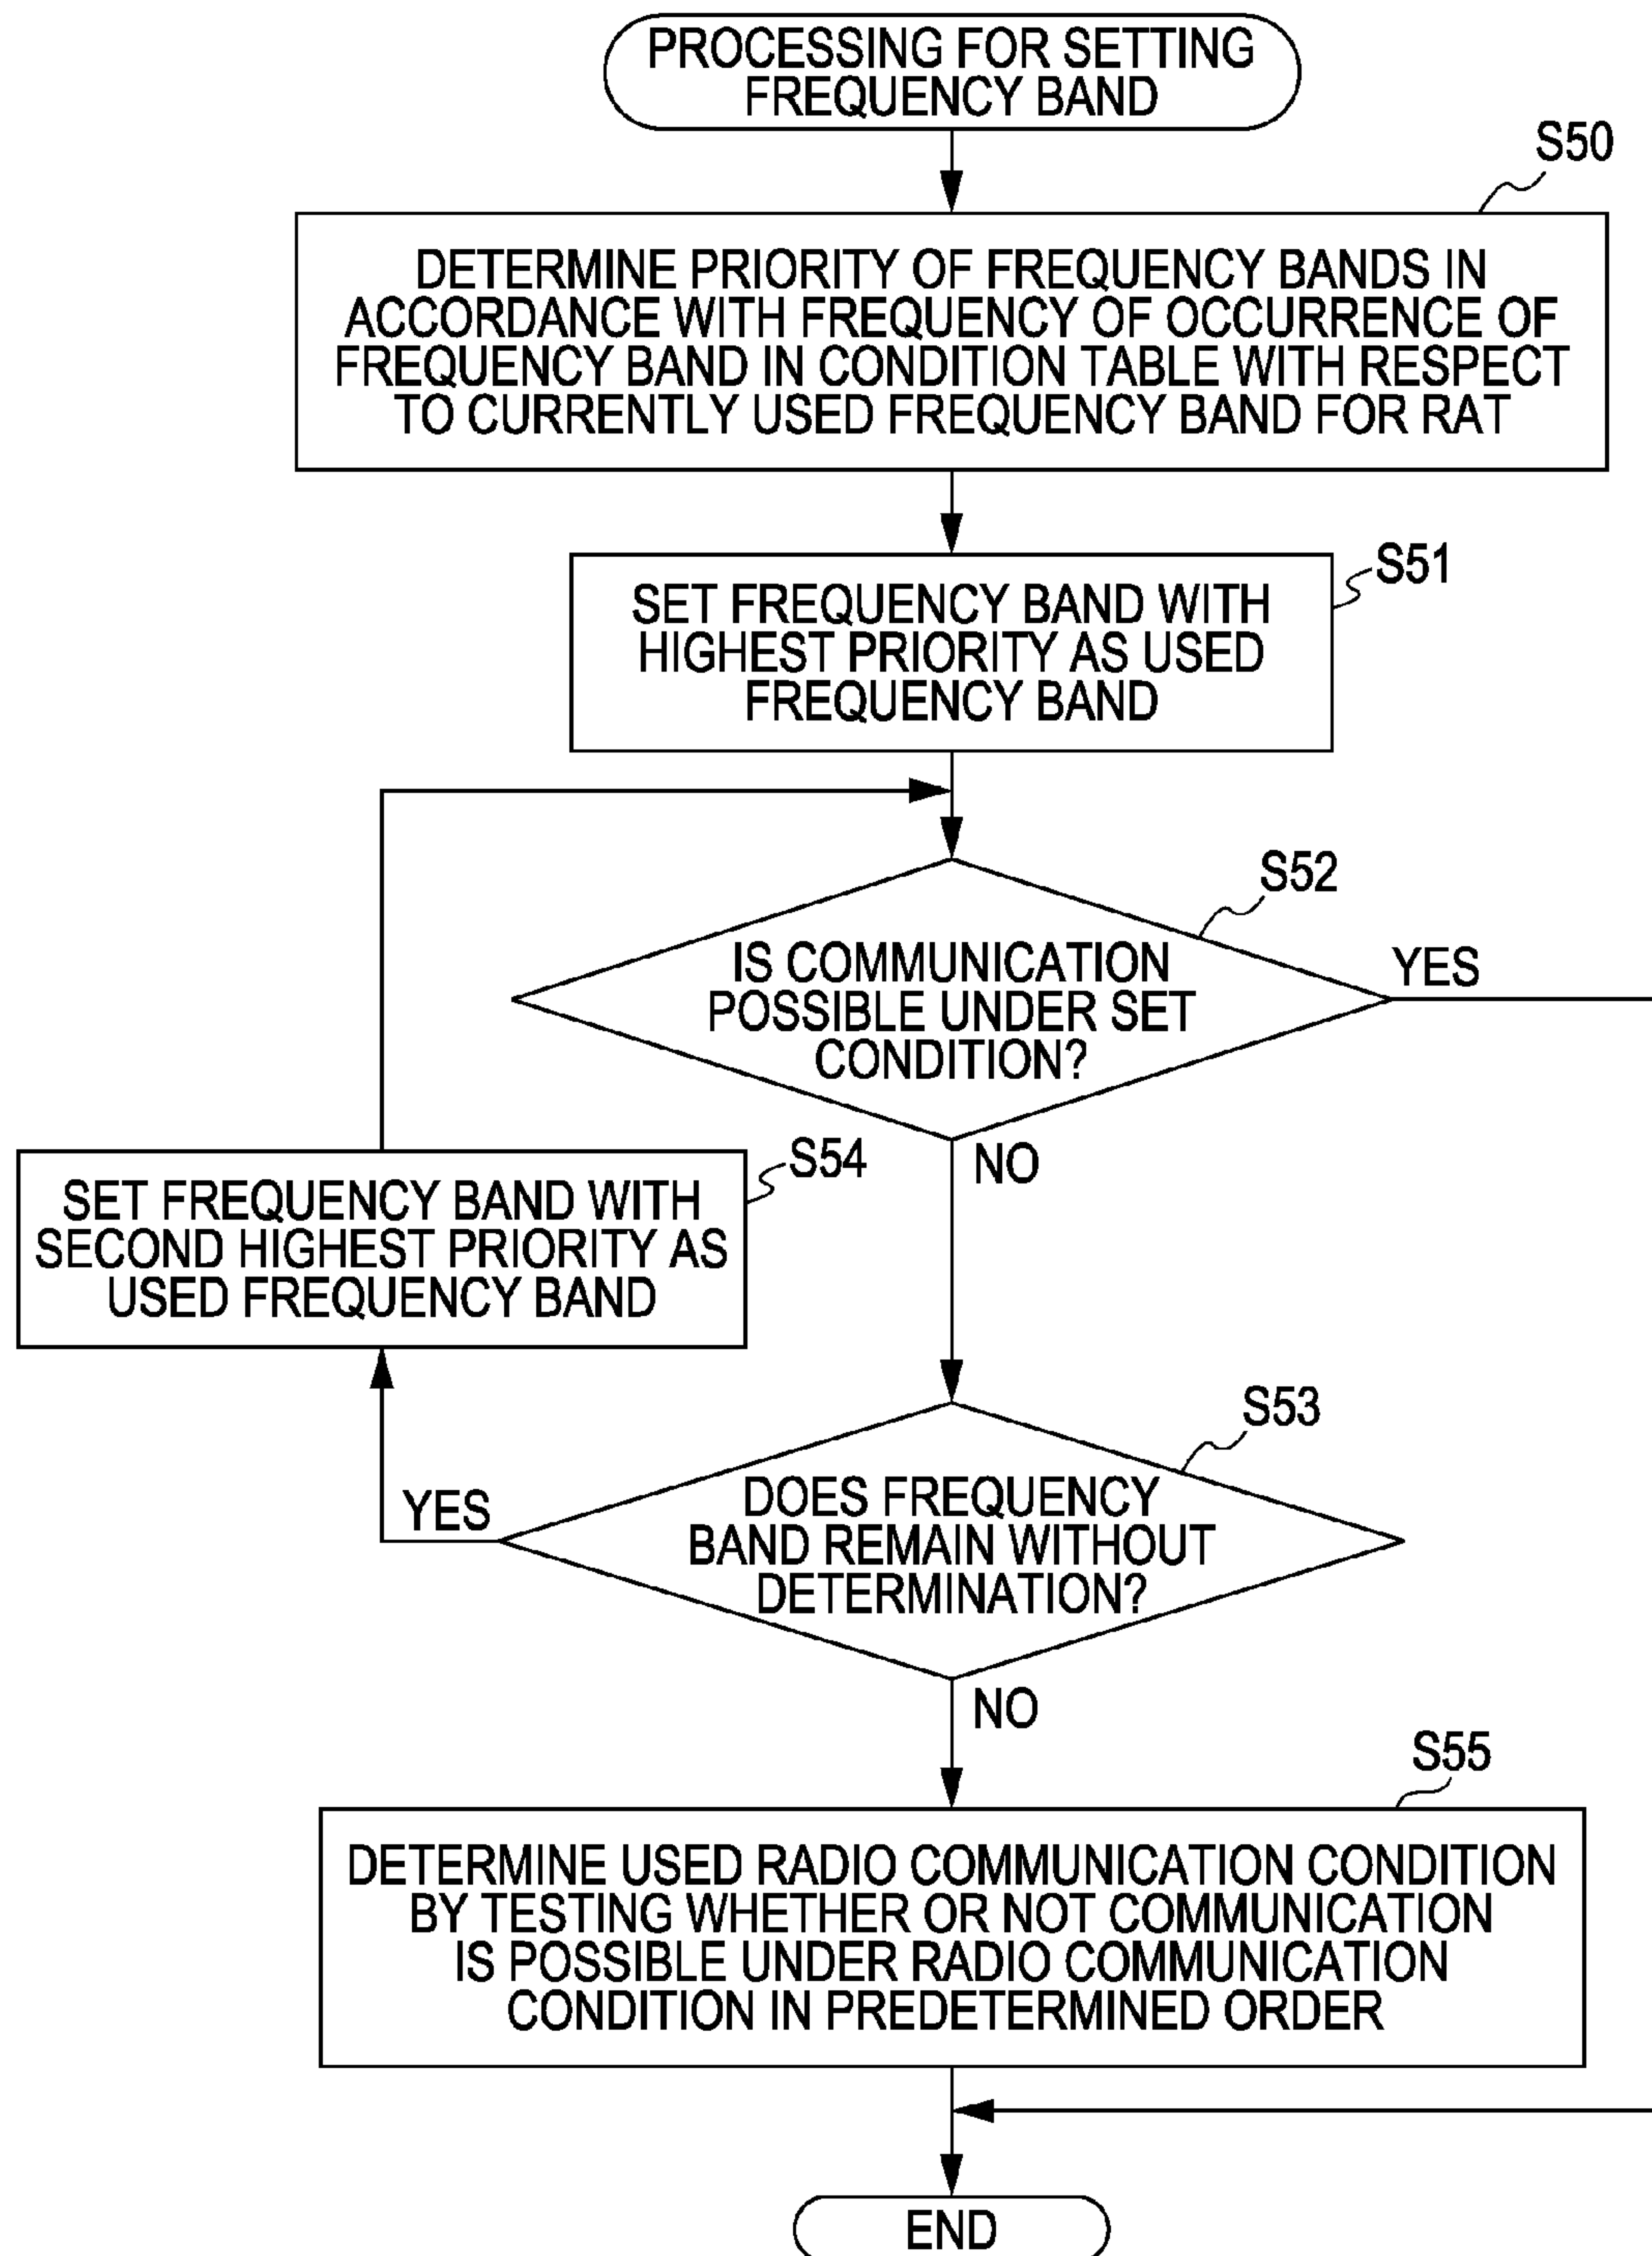 PROCESSING FOR SETTING
FREQUENCY BAND
S50
DETERMINE PRIORITY OF FREQUENCY BANDS IN
ACCORDANCE WITH FREQUENCY OF OCCURRENCE OF
FREQUENCY BAND IN CONDITION TABLE WITH RESPECT
TO CURRENTLY USED FREQUENCY BAND FOR RAT
S51
SET FREQUENCY BAND WITH
HIGHEST PRIORITY AS USED
FREQUENCY BAND
S52
IS COMMUNICATION
POSSIBLE UNDER SET
CONDITION?
YES
NO
S54
SET FREQUENCY BAND WITH
SECOND HIGHEST PRIORITY AS
USED FREQUENCY BAND
S53
DOES FREQUENCY
BAND REMAIN WITHOUT
DETERMINATION?
YES
NO
S55
DETERMINE USED RADIO COMMUNICATION CONDITION
BY TESTING WHETHER OR NOT COMMUNICATION
IS POSSIBLE UNDER RADIO COMMUNICATION
CONDITION IN PREDETERMINED ORDER
END